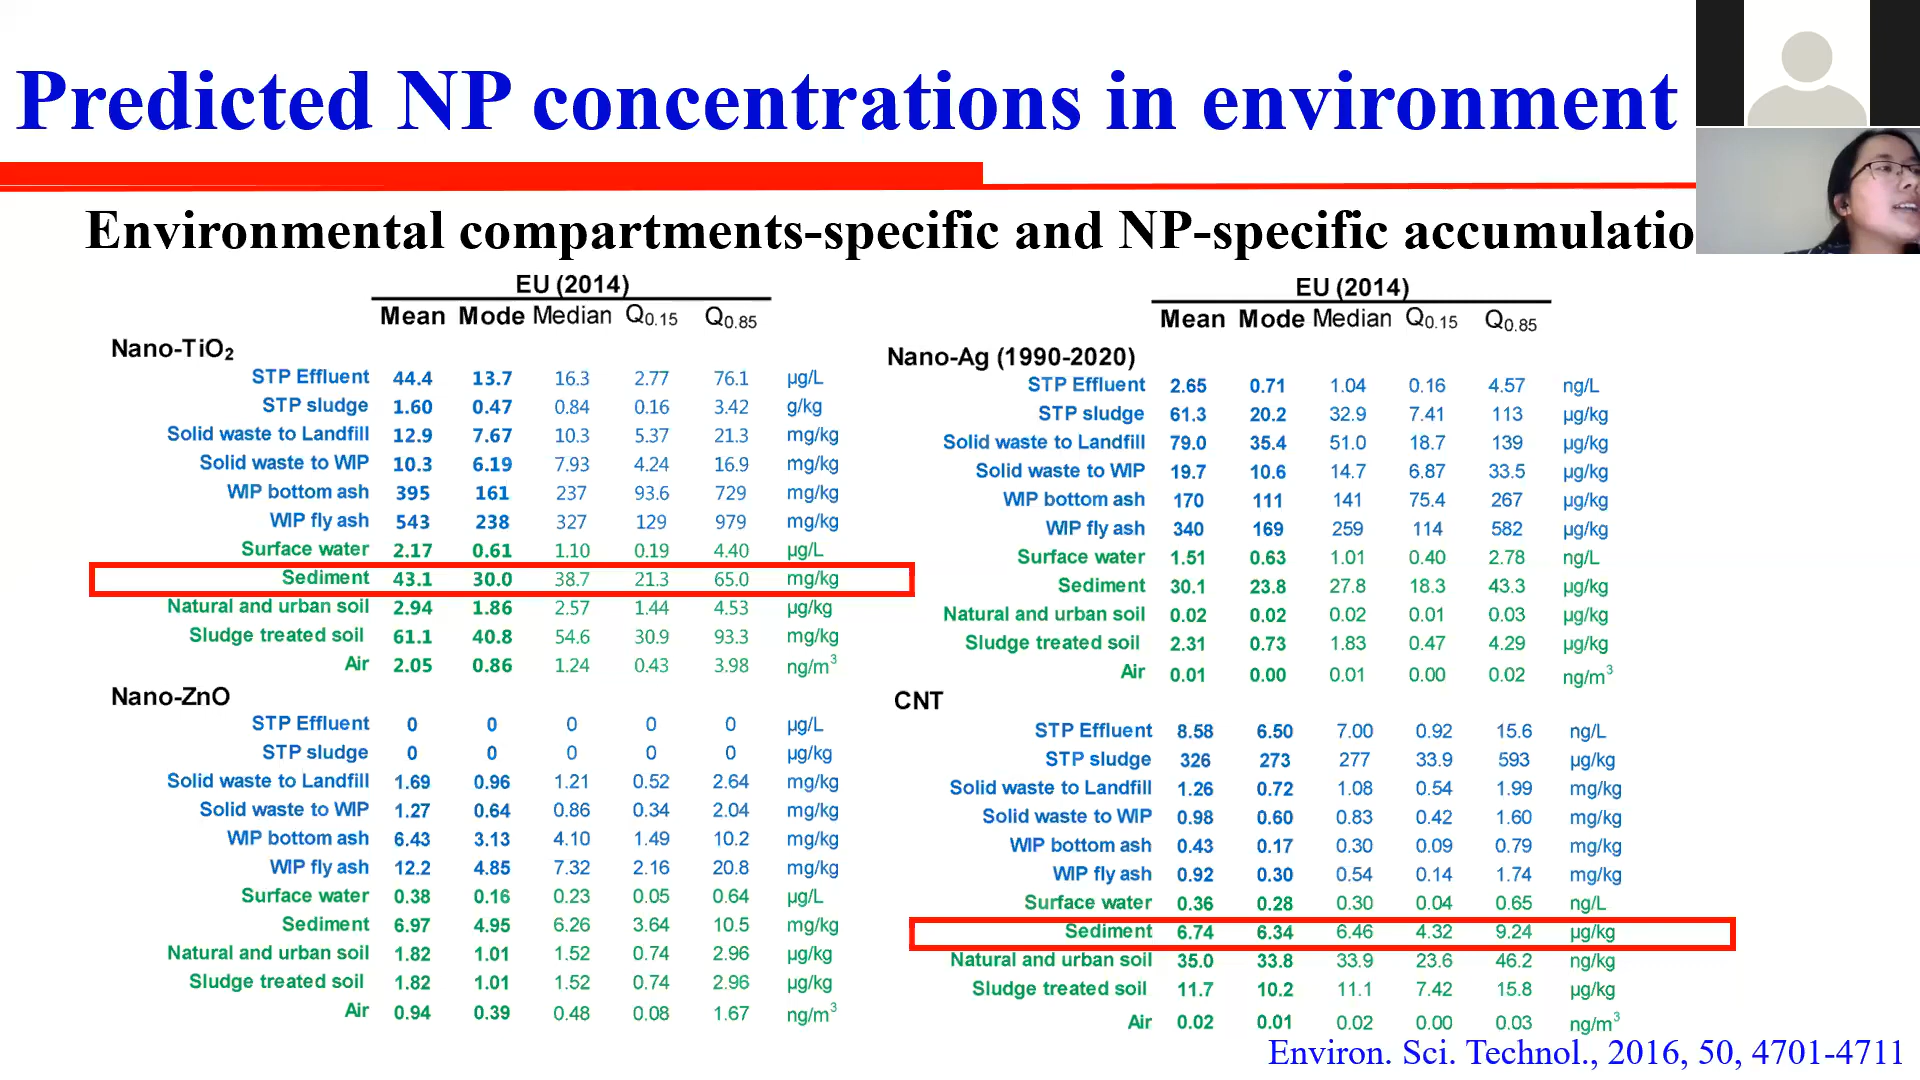 Predicted NP concentrations in environment
Environmental compartments-specific and NP-specific accumulatio
EU (2014)
Mean Mode Median Q0.15 Q0.85
Nano-TiO2
STP Effluent 44.4 13.7 16.3 2.77 76.1 µg/L
STP sludge 1.60 0.47 0.84 0.16 3.42 g/kg
Solid waste to Landfill 12.9 7.67 10.3 5.37 21.3 mg/kg
Solid waste to WIP 10.3 6.19 7.93 4.24 16.9 mg/kg
WIP bottom ash 395 161 237 93.6 729 mg/kg
WIP fly ash 543 238 327 129 979 mg/kg
Surface water 2.17 0.61 1.10 0.19 4.40 µg/L
Sediment 43.1 30.0 38.7 21.3 65.0 mg/kg
Natural and urban soil 2.94 1.86 2.57 1.44 4.53 µg/kg
Sludge treated soil 61.1 40.8 54.6 30.9 93.3 mg/kg
Air 2.05 0.86 1.24 0.43 3.98 ng/m3
Nano-ZnO
STP Effluent 0 0 0 0 0 µg/L
STP sludge 0 0 0 0 0 µg/kg
Solid waste to Landfill 1.69 0.96 1.21 0.52 2.64 mg/kg
Solid waste to WIP 1.27 0.64 0.86 0.34 2.04 mg/kg
WIP bottom ash 6.43 3.13 4.10 1.49 10.2 mg/kg
WIP fly ash 12.2 4.85 7.32 2.16 20.8 mg/kg
Surface water 0.38 0.16 0.23 0.05 0.64 µg/L
Sediment 6.97 4.95 6.26 3.64 10.5 mg/kg
Natural and urban soil 1.82 1.01 1.52 0.74 2.96 µg/kg
Sludge treated soil 1.82 1.01 1.52 0.74 2.96 µg/kg
Air 0.94 0.39 0.48 0.08 1.67 ng/m3
EU (2014)
Mean Mode Median Q0.15 Q0.85
Nano-Ag (1990-2020)
STP Effluent 2.65 0.71 1.04 0.16 4.57 ng/L
STP sludge 61.3 20.2 32.9 7.41 113 µg/kg
Solid waste to Landfill 79.0 35.4 51.0 18.7 139 µg/kg
Solid waste to WIP 19.7 10.6 14.7 6.87 33.5 µg/kg
WIP bottom ash 170 111 141 75.4 267 µg/kg
WIP fly ash 340 169 259 114 582 µg/kg
Surface water 1.51 0.63 1.01 0.40 2.78 ng/L
Sediment 30.1 23.8 27.8 18.3 43.3 µg/kg
Natural and urban soil 0.02 0.02 0.02 0.01 0.03 µg/kg
Sludge treated soil 2.31 0.73 1.83 0.47 4.29 µg/kg
Air 0.01 0.00 0.01 0.00 0.02 ng/m3
CNT
STP Effluent 8.58 6.50 7.00 0.92 15.6 ng/L
STP sludge 326 273 277 33.9 593 µg/kg
Solid waste to Landfill 1.26 0.72 1.08 0.54 1.99 mg/kg
Solid waste to WIP 0.98 0.60 0.83 0.42 1.60 mg/kg
WIP bottom ash 0.43 0.17 0.30 0.09 0.79 mg/kg
WIP fly ash 0.92 0.30 0.54 0.14 1.74 mg/kg
Surface water 0.36 0.28 0.30 0.04 0.65 ng/L
Sediment 6.74 6.34 6.46 4.32 9.24 µg/kg
Natural and urban soil 35.0 33.8 33.9 23.6 46.2 ng/kg
Sludge treated soil 11.7 10.2 11.1 7.42 15.8 µg/kg
Air 0.02 0.01 0.02 0.00 0.03 ng/m3
Environ. Sci. Technol., 2016, 50, 4701-4711